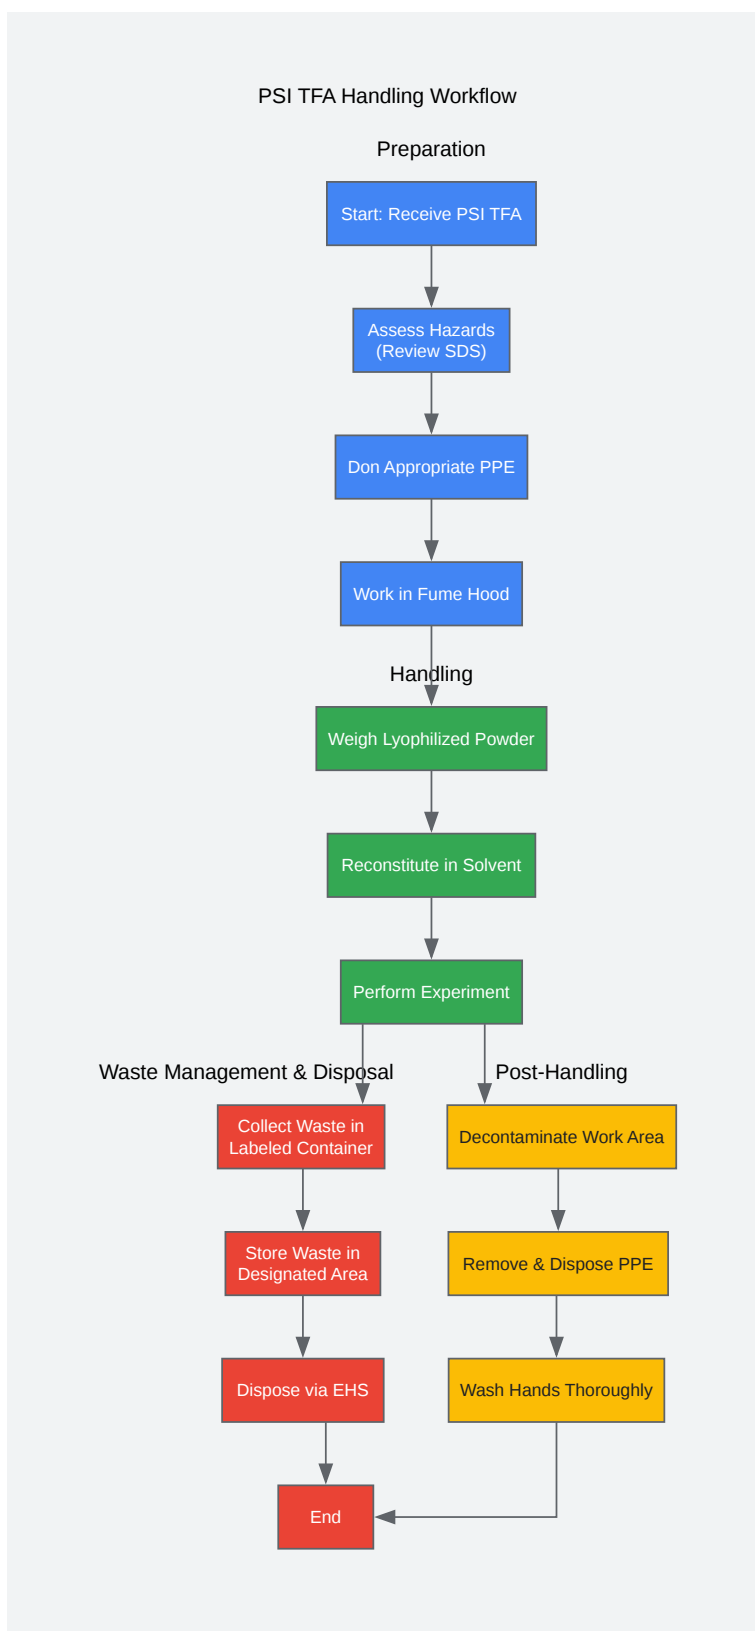 PSI TFA Handling Workflow
Preparation
Start: Receive PSI TFA
Assess Hazards
(Review SDS)
Don Appropriate PPE
Work in Fume Hood
Handling
Weigh Lyophilized Powder
Reconstitute in Solvent
Perform Experiment
Waste Management & Disposal
Collect Waste in
Labeled Container
Store Waste in
Designated Area
Dispose via EHS
End
Post-Handling
Decontaminate Work Area
Remove & Dispose PPE
Wash Hands Thoroughly